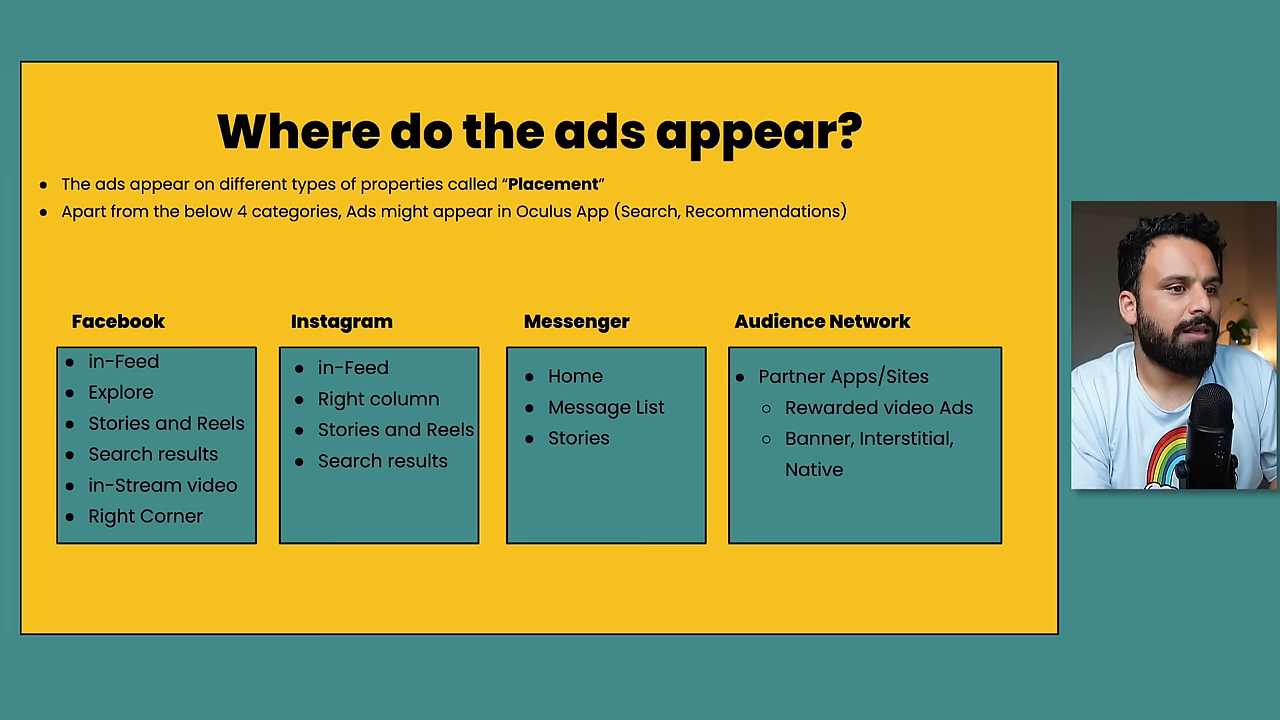 Where do the ads appear?
● The ads appear on different types of properties called “Placement”
● Apart from the below 4 categories, Ads might appear in Oculus App (Search, Recommendations)
Facebook
● in-Feed
● Explore
● Stories and Reels
● Search results
● in-Stream video
● Right Corner
Instagram
● in-Feed
● Right column
● Stories and Reels
● Search results
Messenger
● Home
● Message List
● Stories
Audience Network
● Partner Apps/Sites
○ Rewarded video Ads
○ Banner, Interstitial,
Native